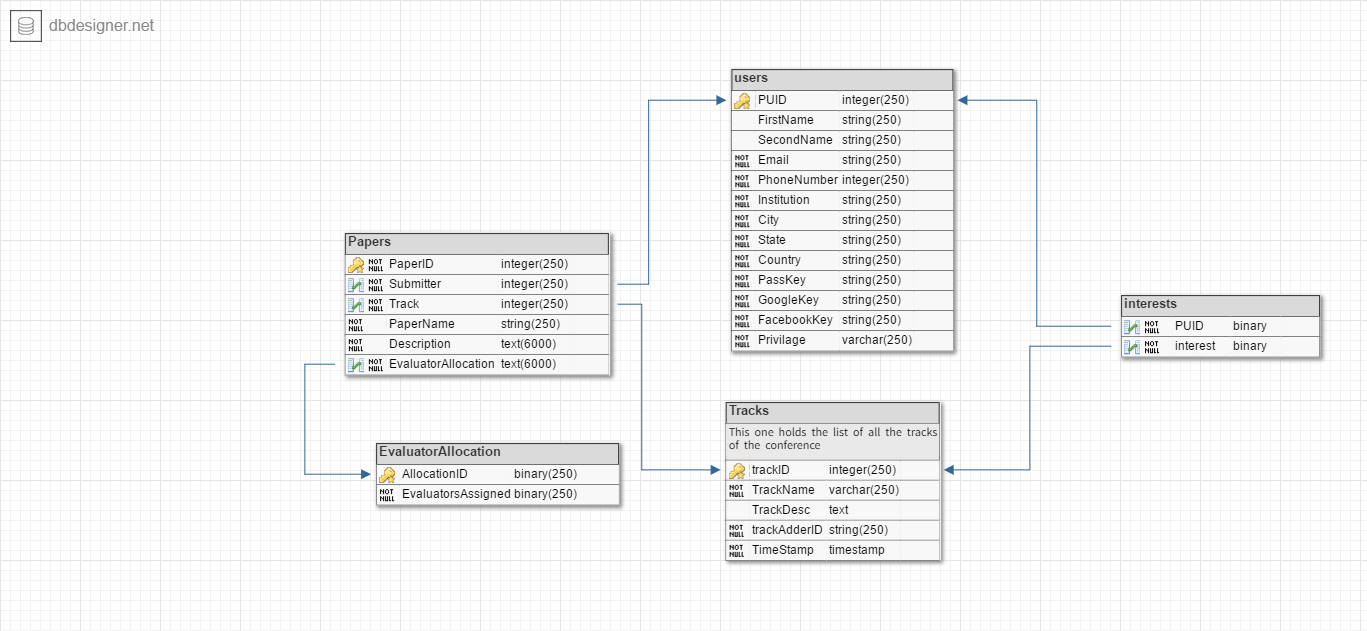 dbdesigner.net
users
PUID integer(250)
FirstName string(250)
SecondName string(250)
NOT NULL Email string(250)
NOT NULL PhoneNumber integer(250)
NOT NULL Institution string(250)
NOT NULL City string(250)
NOT NULL State string(250)
NOT NULL Country string(250)
NOT NULL PassKey string(250)
NOT NULL GoogleKey string(250)
NOT NULL FacebookKey string(250)
NOT NULL Privilage varchar(250)
Papers
NOT NULL PaperID integer(250)
NOT NULL Submitter integer(250)
NOT NULL Track integer(250)
NOT NULL PaperName string(250)
NOT NULL Description text(6000)
NOT NULL EvaluatorAllocation text(6000)
interests
NOT NULL PUID binary
NOT NULL interest binary
EvaluatorAllocation
AllocationID binary(250)
NOT NULL EvaluatorsAssigned binary(250)
Tracks
This one holds the list of all the tracks
of the conference
trackID integer(250)
NOT NULL TrackName varchar(250)
TrackDesc text
NOT NULL trackAdderID string(250)
NOT NULL TimeStamp timestamp